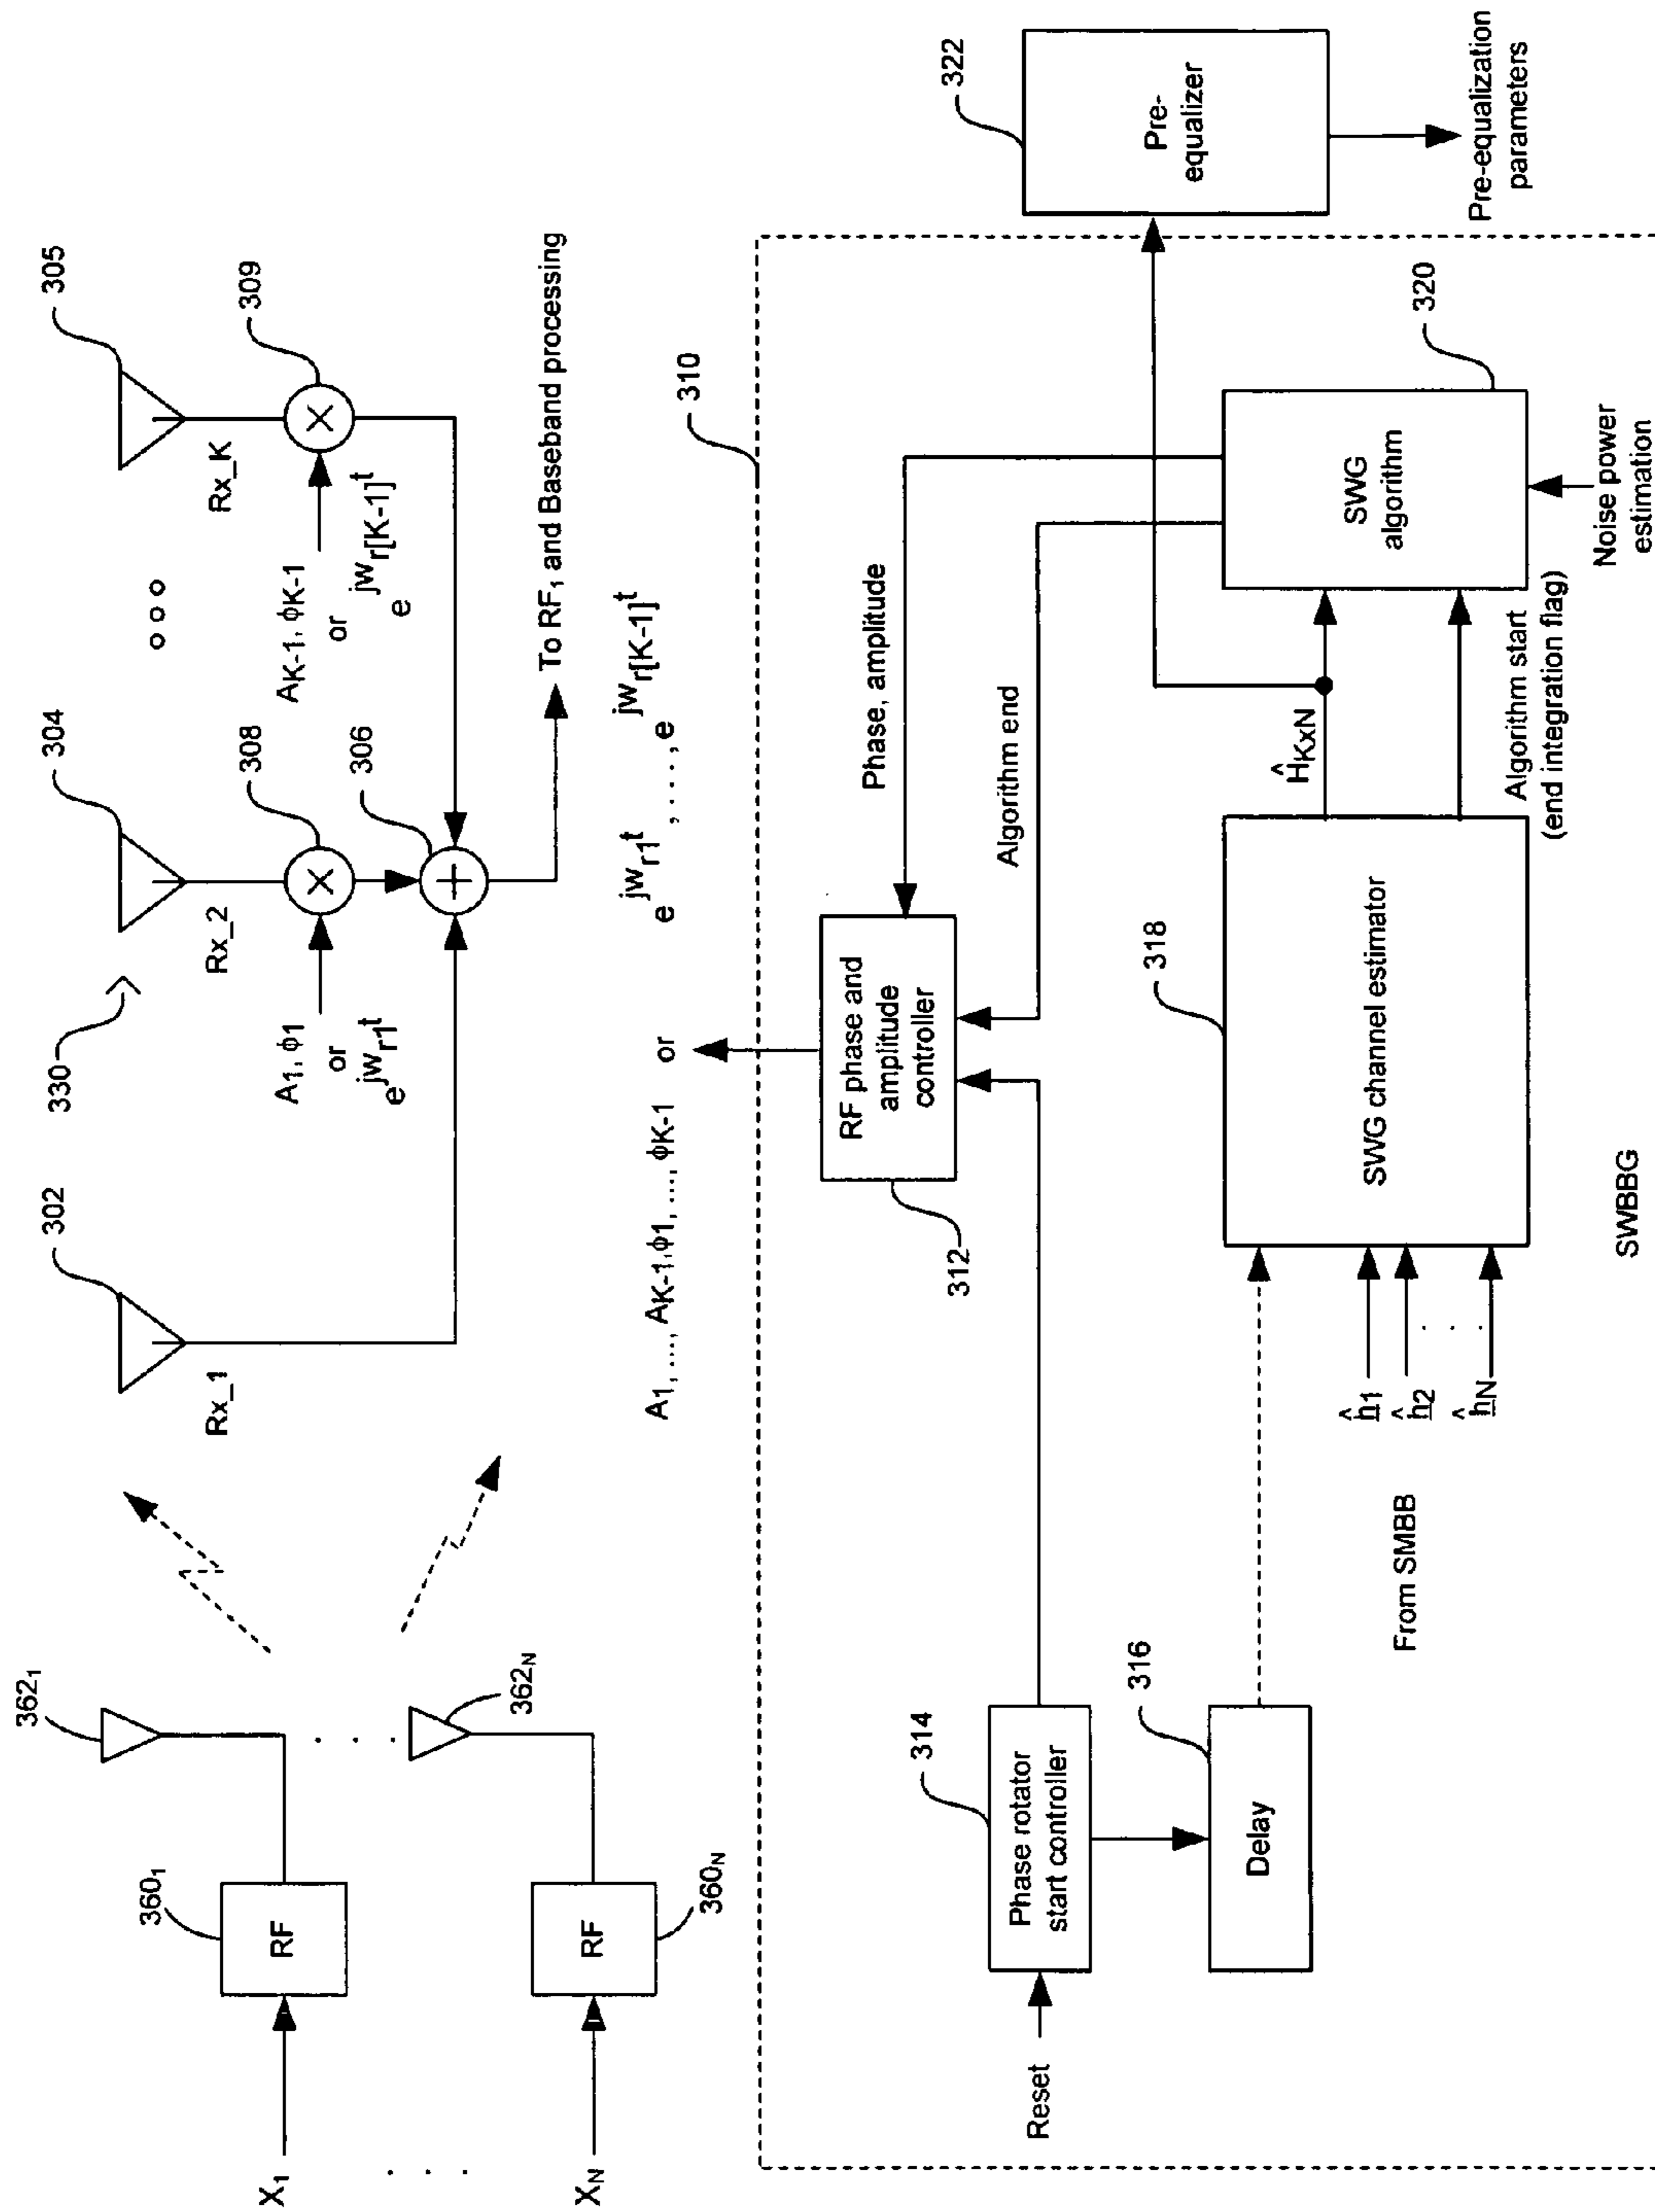 X1
. . .
XN
RF
3601
RF
360N
3621
. . .
362N
302
Rx_1
330
304
Rx_2
308
A1, ϕ1
or
e^jwr1t
306
305
Rx_K
309
AK-1, ϕK-1
or
e^jwr[K-1]t
To RF1 and Baseband processing
A1, ..., AK-1, ϕ1, ..., ϕK-1 or e^jwr1t, . . . , e^jwr[K-1]t
310
Reset
Phase rotator
start controller
314
Delay
316
RF phase and
amplitude
controller
312
Phase, amplitude
Algorithm end
From SMBB
ĥ1
ĥ2
. . .
ĥN
SWG channel estimator
318
ĤKxN
Algorithm start
(end integration flag)
SWG
algorithm
320
Noise power
estimation
Pre-
equalizer
322
Pre-equalization
parameters
SWBBG